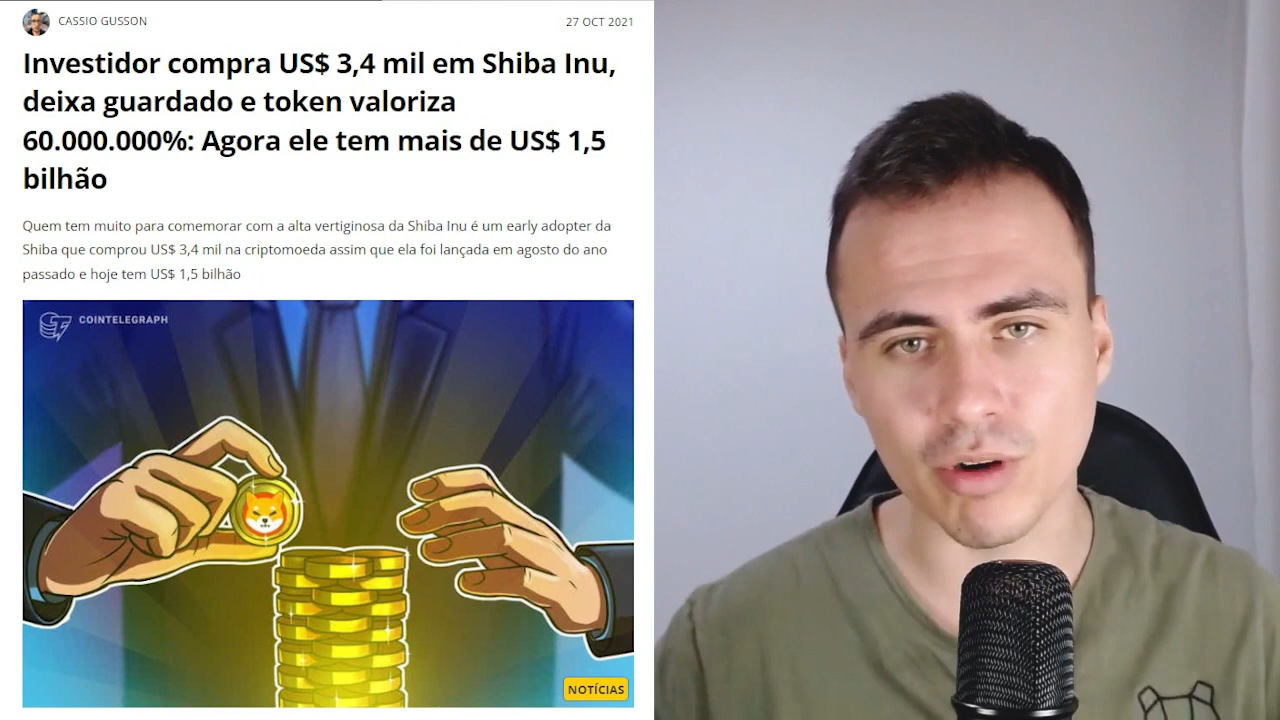 CASSIO GUSSON
27 OCT 2021
Investidor compra US$ 3,4 mil em Shiba Inu,
deixa guardado e token valoriza
60.000.000%: Agora ele tem mais de US$ 1,5
bilhão
Quem tem muito para comemorar com a alta vertiginosa da Shiba Inu é um early adopter da
Shiba que comprou US$ 3,4 mil na criptomoeda assim que ela foi lançada em agosto do ano
passado e hoje tem US$ 1,5 bilhão
COINTELEGRAPH
NOTÍCIAS